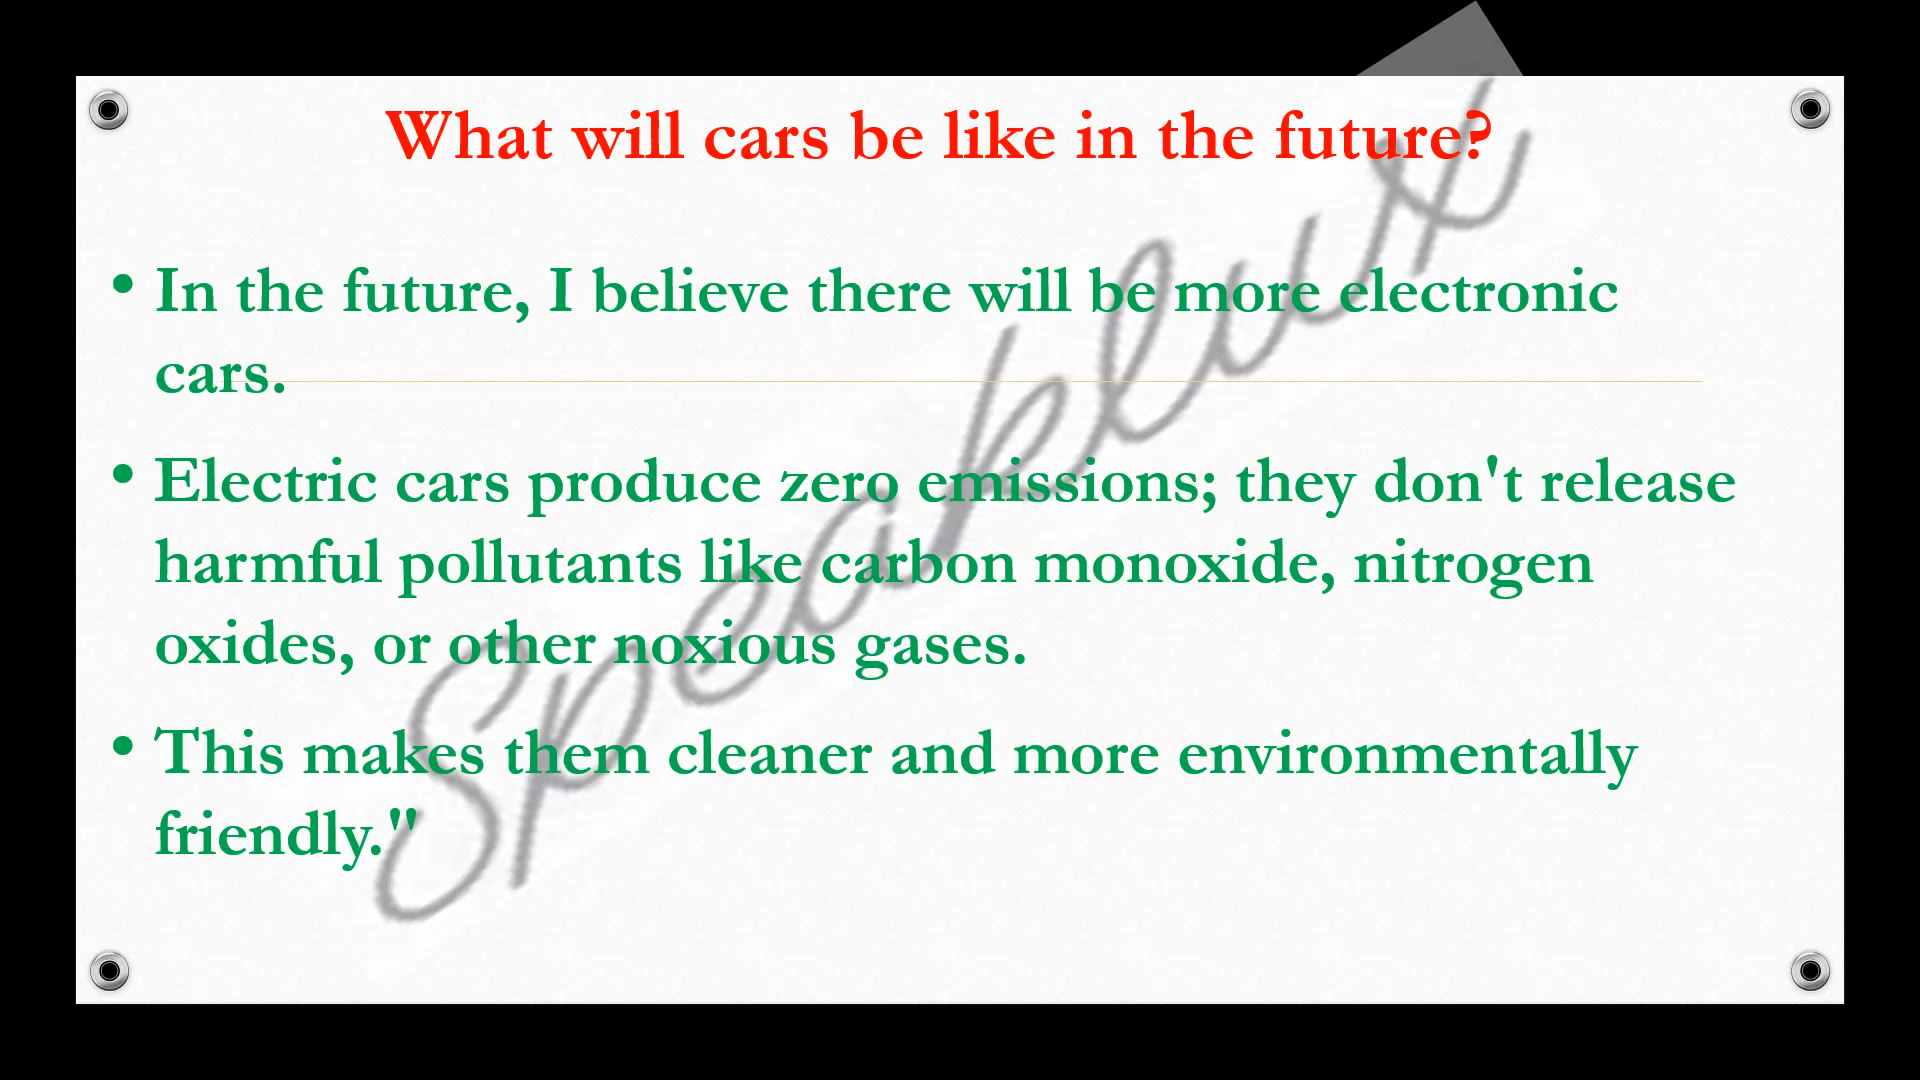 What will cars be like in the future?
• In the future, I believe there will be more electronic
cars.
• Electric cars produce zero emissions; they don't release
harmful pollutants like carbon monoxide, nitrogen
oxides, or other noxious gases.
• This makes them cleaner and more environmentally
friendly."
Speakluxe